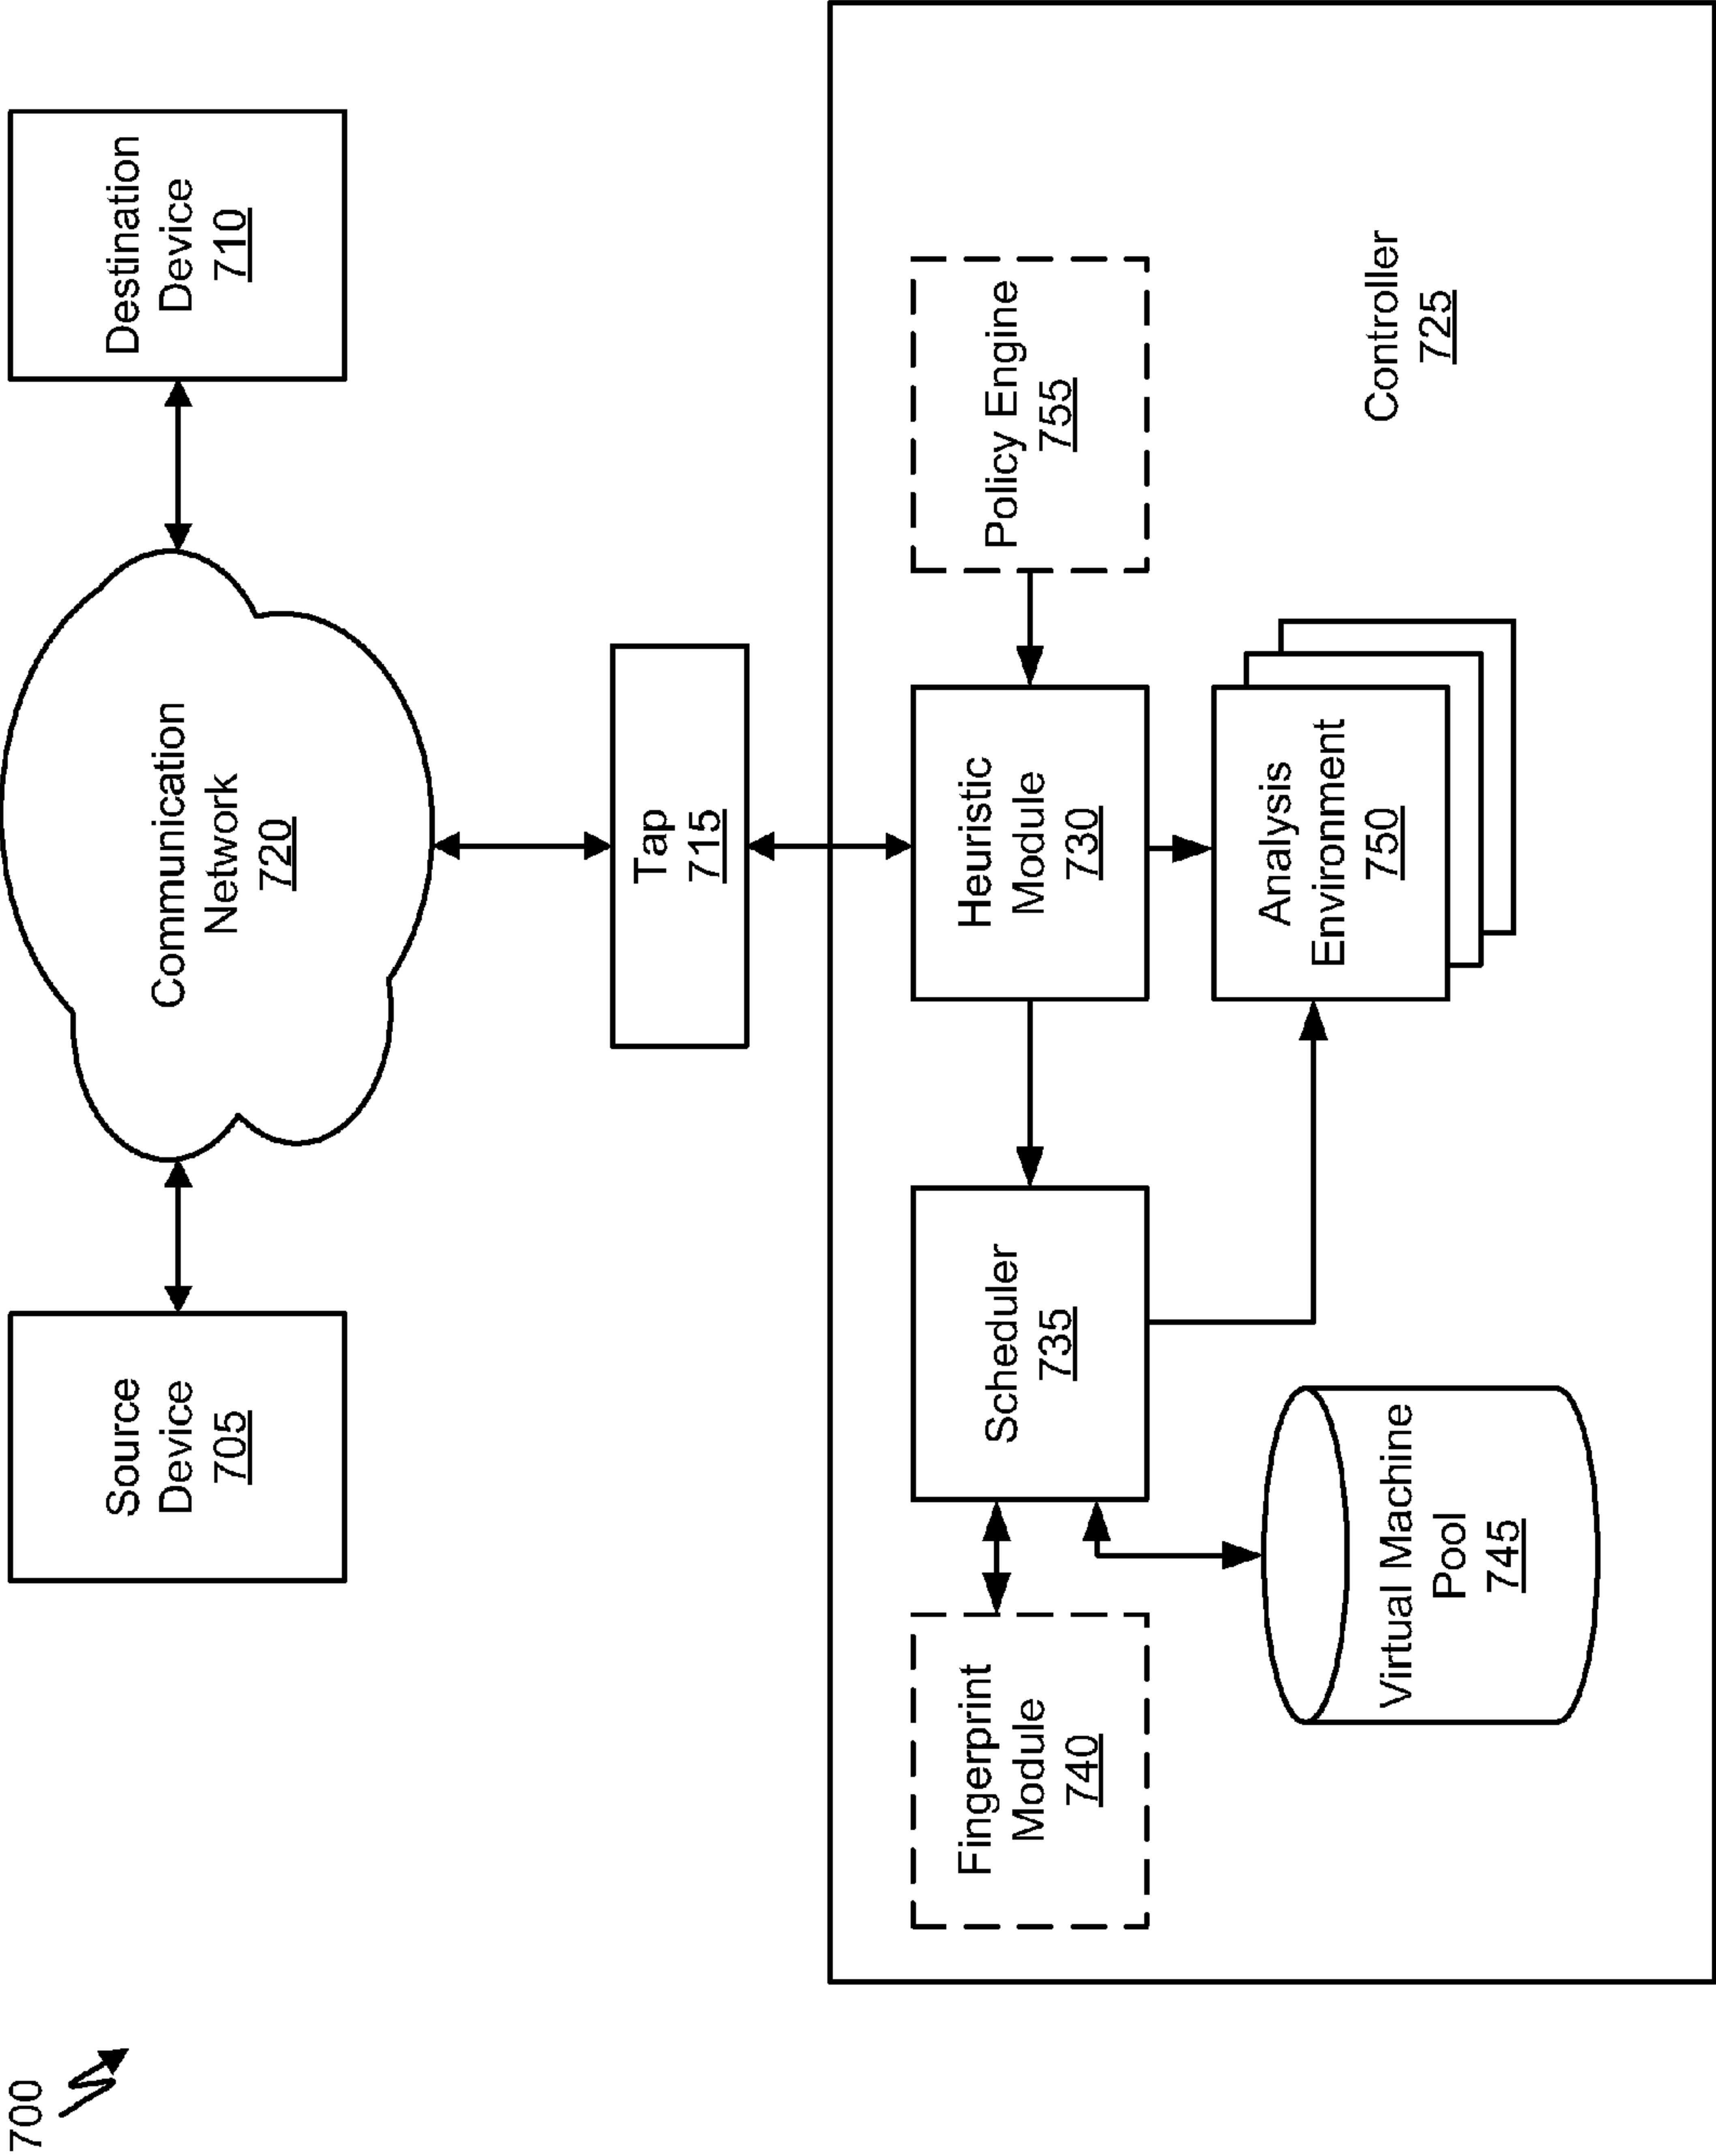 700
Source
Device
705
Communication
Network
720
Destination
Device
710
Tap
715
Fingerprint
Module
740
Scheduler
735
Heuristic
Module
730
Policy Engine
755
Virtual Machine
Pool
745
Analysis
Environment
750
Controller
725